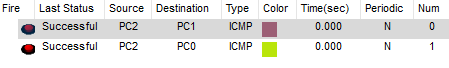 Fire Last Status Source Destination Type Color Time(sec) Periodic Num
Successful PC2 PC1 ICMP 0.000 N 0
Successful PC2 PC0 ICMP 0.000 N 1